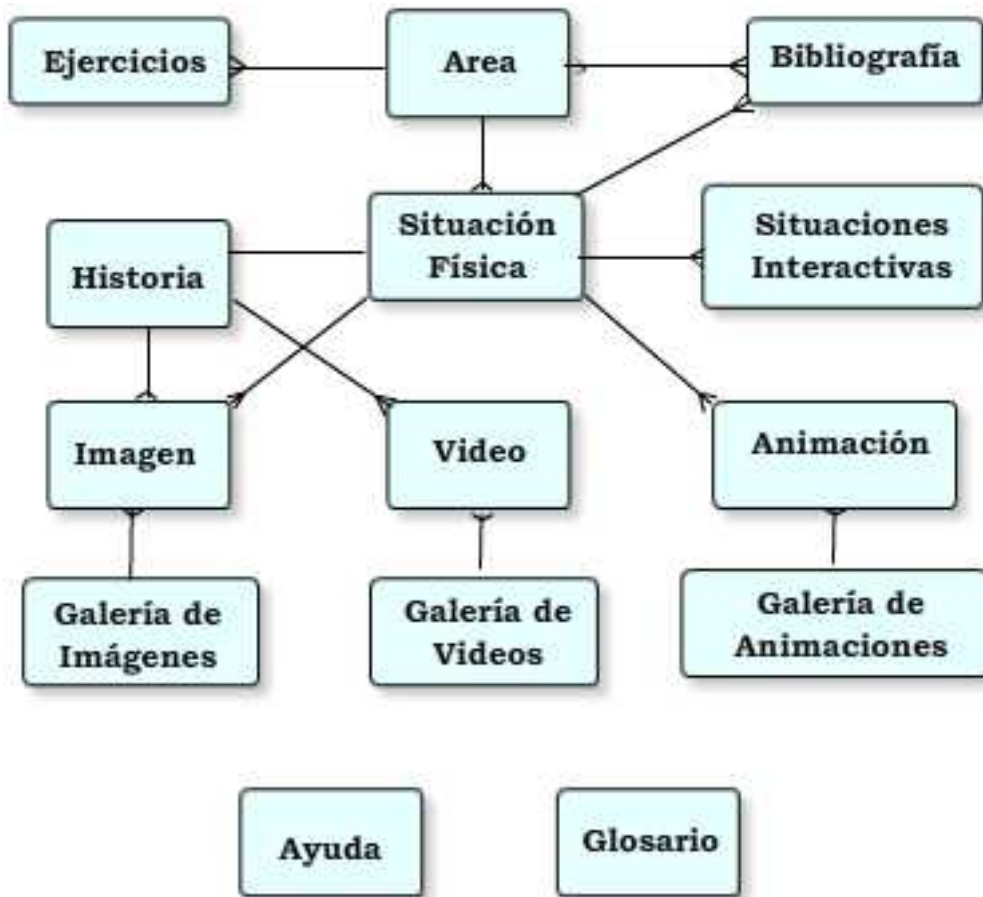 Ejercicios
Area
Bibliografía
Situación
Física
Situaciones
Interactivas
Historia
Imagen
Video
Animación
Galería de
Imágenes
Galería de
Videos
Galería de
Animaciones
Ayuda
Glosario